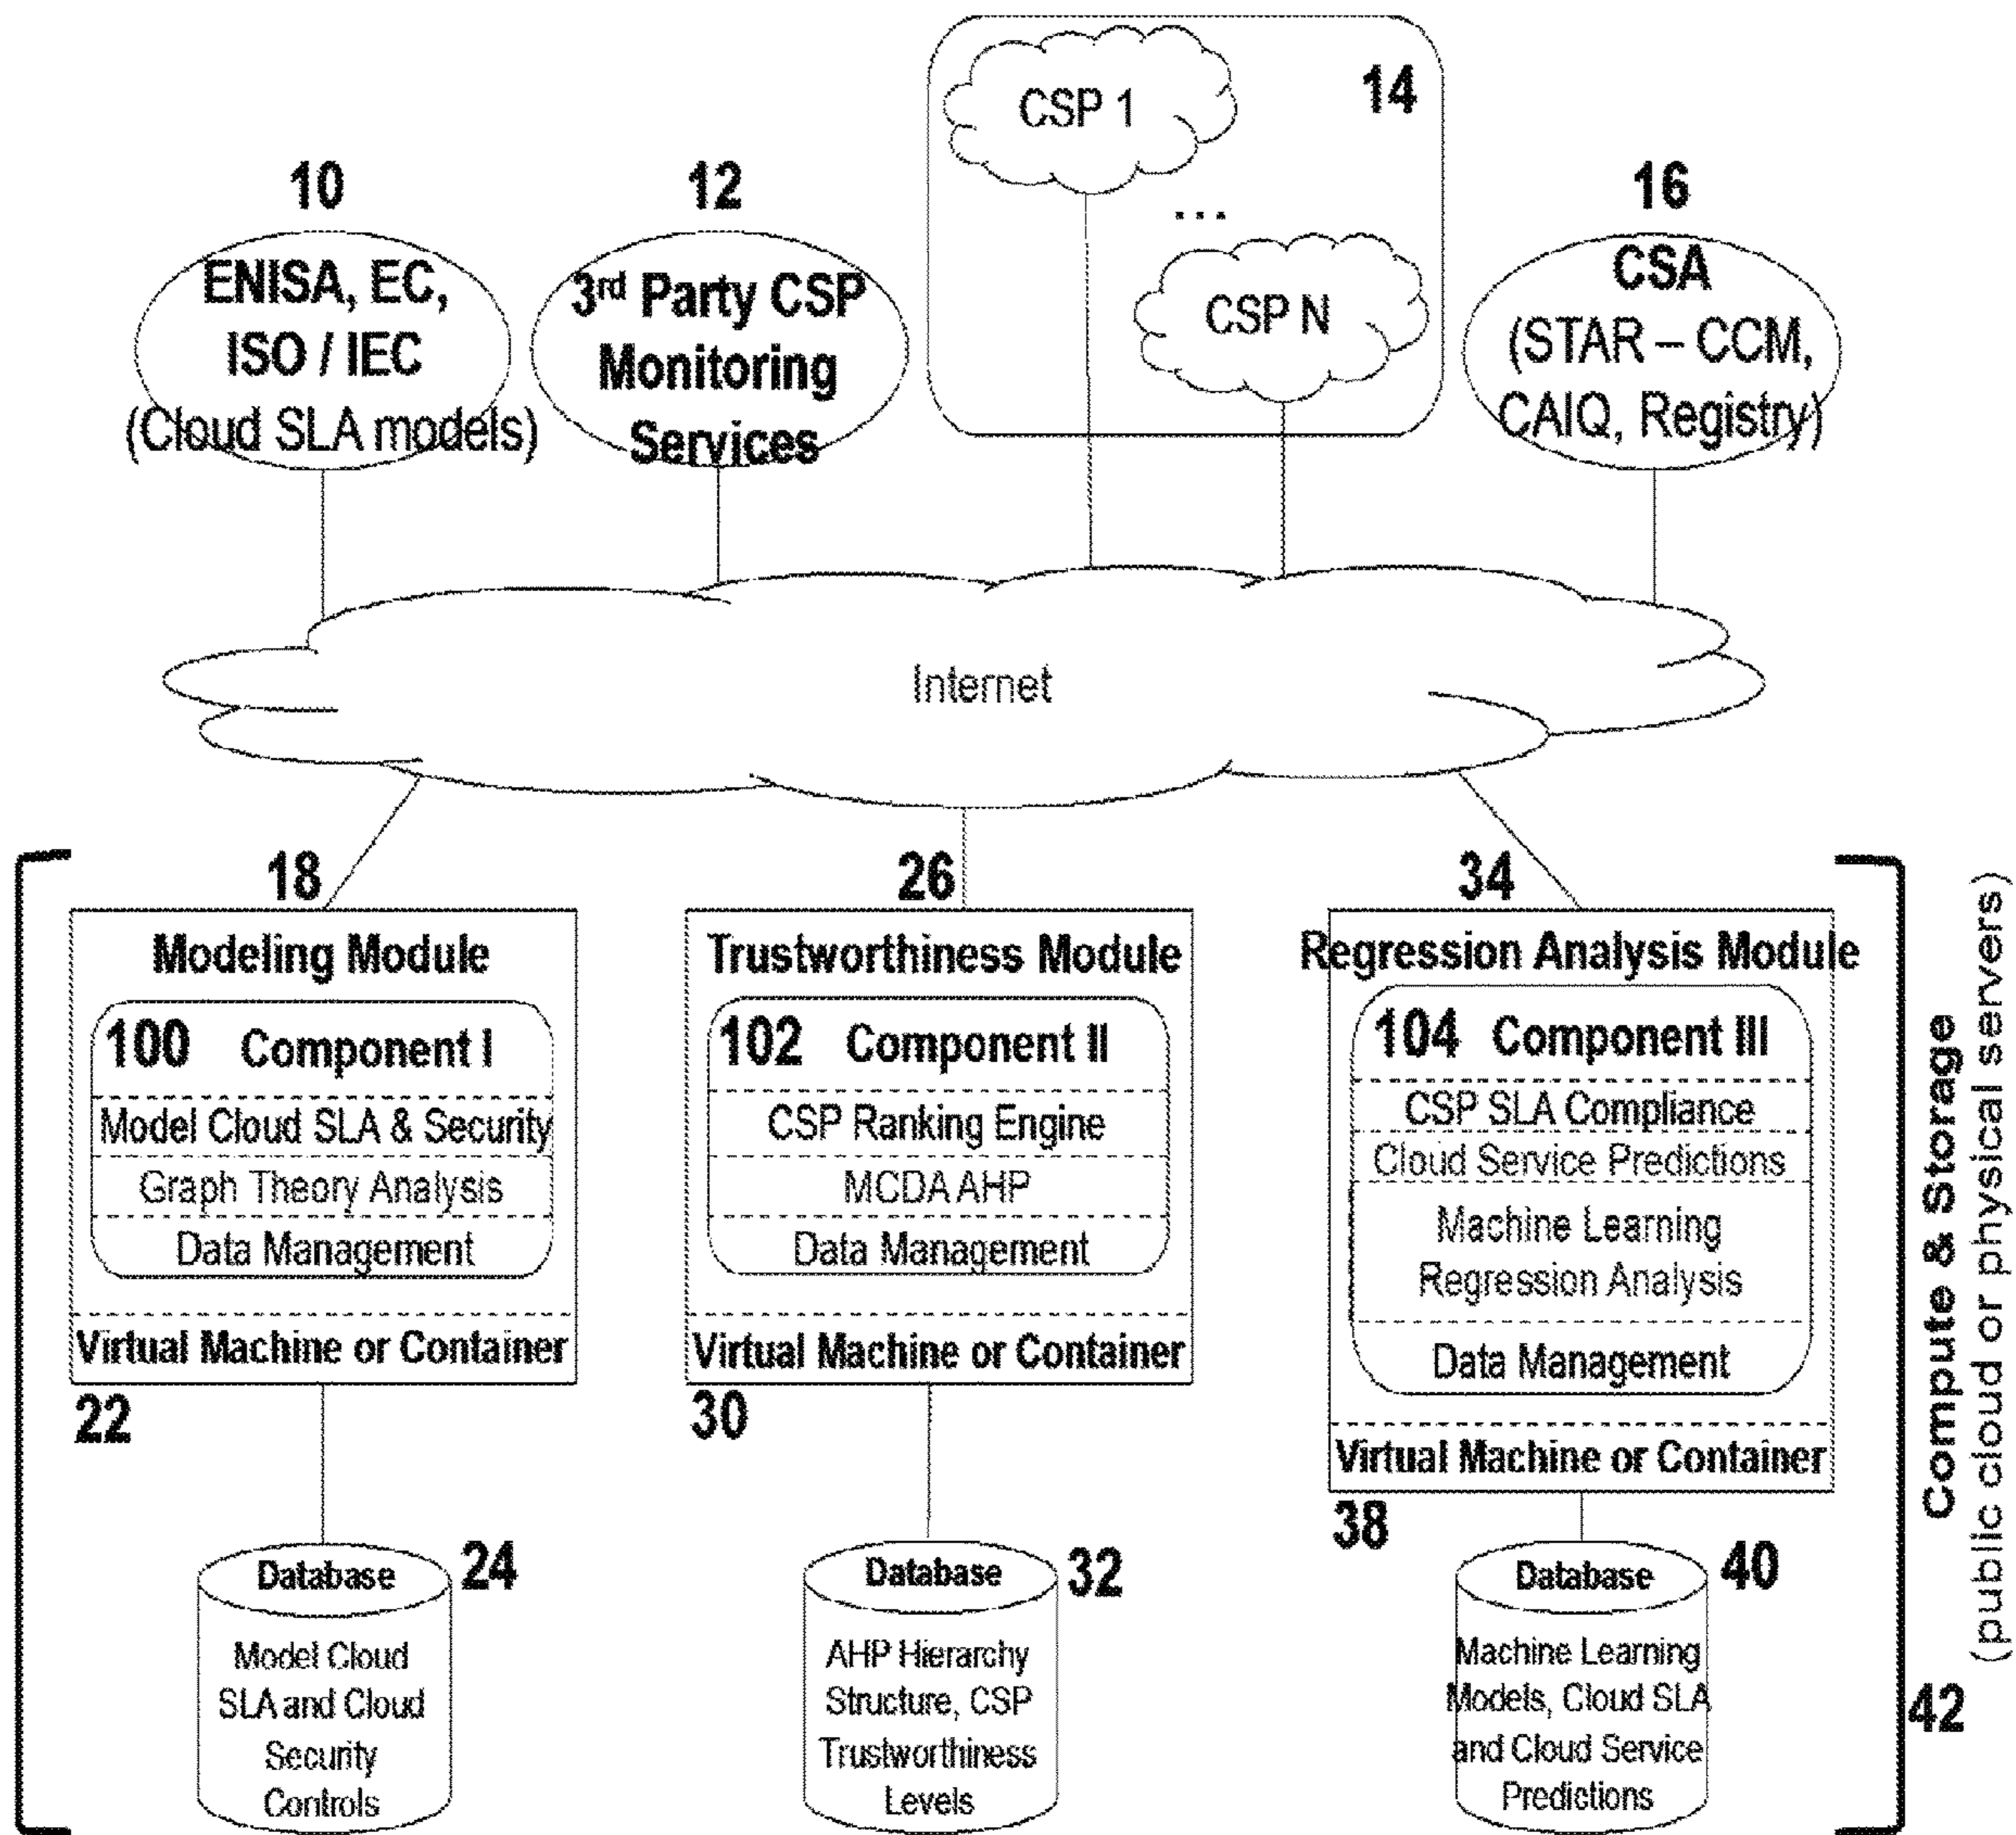 14
CSP 1
...
CSP N
10
ENISA, EC,
ISO / IEC
(Cloud SLA models)
12
3rd Party CSP
Monitoring
Services
16
CSA
(STAR – CCM,
CAIQ, Registry)
Internet
18
Modeling Module
100 Component I
Model Cloud SLA & Security
Graph Theory Analysis
Data Management
Virtual Machine or Container
22
Database
24
Model Cloud
SLA and Cloud
Security
Controls
26
Trustworthiness Module
102 Component II
CSP Ranking Engine
MCDA AHP
Data Management
Virtual Machine or Container
30
Database
32
AHP Hierarchy
Structure, CSP
Trustworthiness
Levels
34
Regression Analysis Module
104 Component III
CSP SLA Compliance
Cloud Service Predictions
Machine Learning
Regression Analysis
Data Management
Virtual Machine or Container
38
Database
40
Machine Learning
Models, Cloud SLA
and Cloud Service
Predictions
Compute & Storage
(public cloud or physical servers)
42